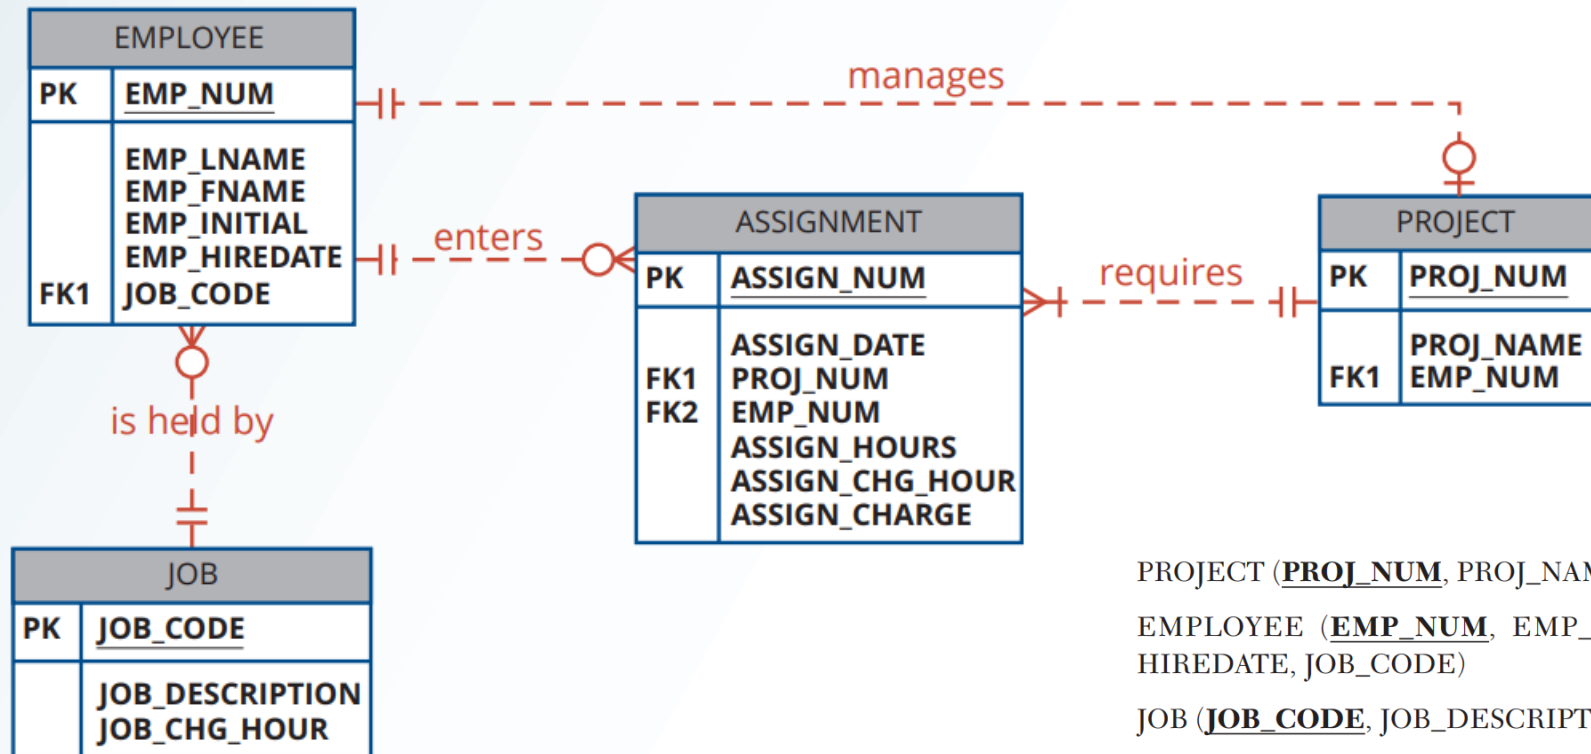 EMPLOYEE
PK EMP_NUM
EMP_LNAME
EMP_FNAME
EMP_INITIAL
EMP_HIREDATE
FK1 JOB_CODE
manages
enters
is held by
ASSIGNMENT
PK ASSIGN_NUM
ASSIGN_DATE
FK1 PROJ_NUM
FK2 EMP_NUM
ASSIGN_HOURS
ASSIGN_CHG_HOUR
ASSIGN_CHARGE
requires
PROJECT
PK PROJ_NUM
PROJ_NAME
FK1 EMP_NUM
JOB
PK JOB_CODE
JOB_DESCRIPTION
JOB_CHG_HOUR
PROJECT (PROJ_NUM,
EMPLOYEE (EMP_NUM, EMP_
HIREDATE, JOB_CODE)
JOB (JOB_CODE, JOB_DESCRIPT